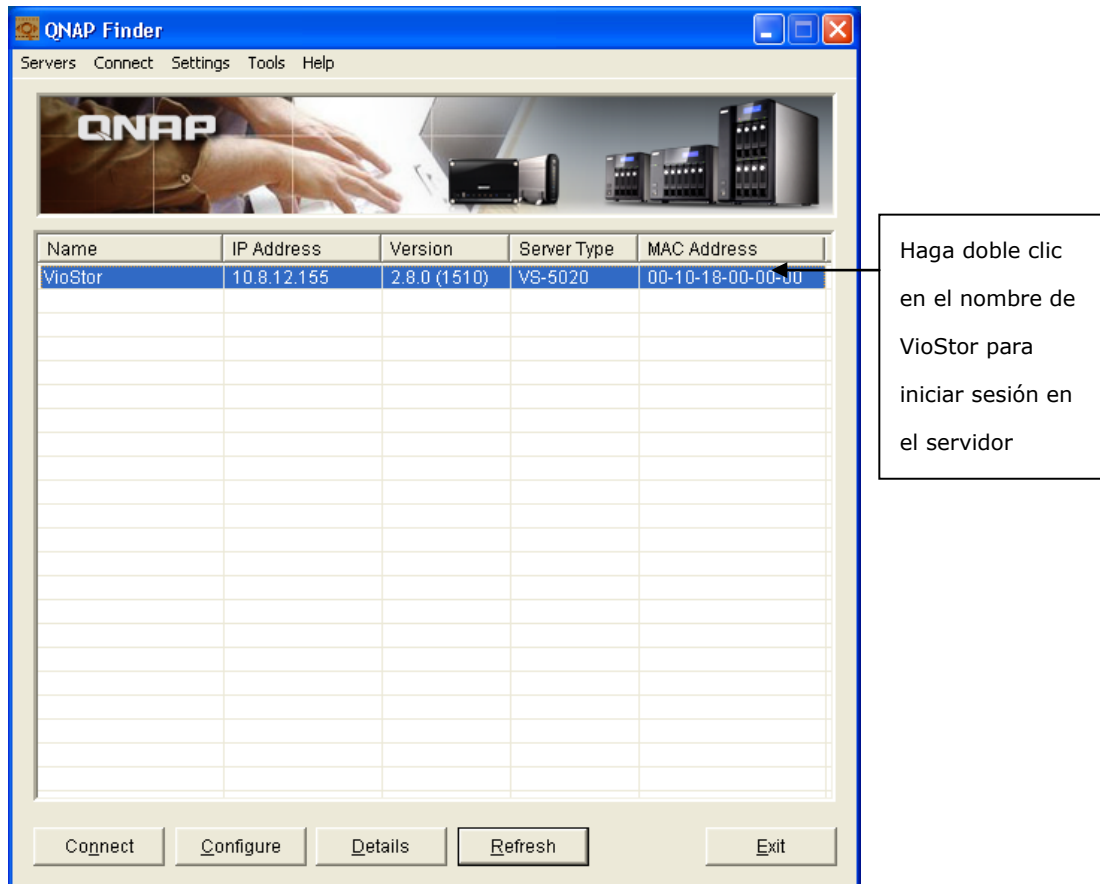 QNAP Finder
Servers Connect Settings Tools Help
QNAP
Name IP Address Version Server Type MAC Address
VioStor 10.8.12.155 2.8.0 (1510) VS-5020 00-10-18-00-00-00
Haga doble clic
en el nombre de
VioStor para
iniciar sesión en
el servidor
Connect Configure Details Refresh Exit